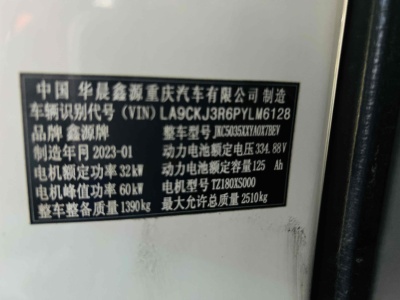 中国 华晨鑫源重庆汽车有限公司 制造
车辆识别代号 (VIN) LA9CKJ3R6PYLM6128
品牌 鑫源牌 整车型号 JKC5035XXYA0X7BEV
制造年月 2023-01 动力电池额定电压 334.88V
电机额定功率 32kW 动力电池额定容量 125 Ah
电机峰值功率 60kW 电机型号 TZ180XS000
整车整备质量 1390kg 最大允许总质量 2510kg